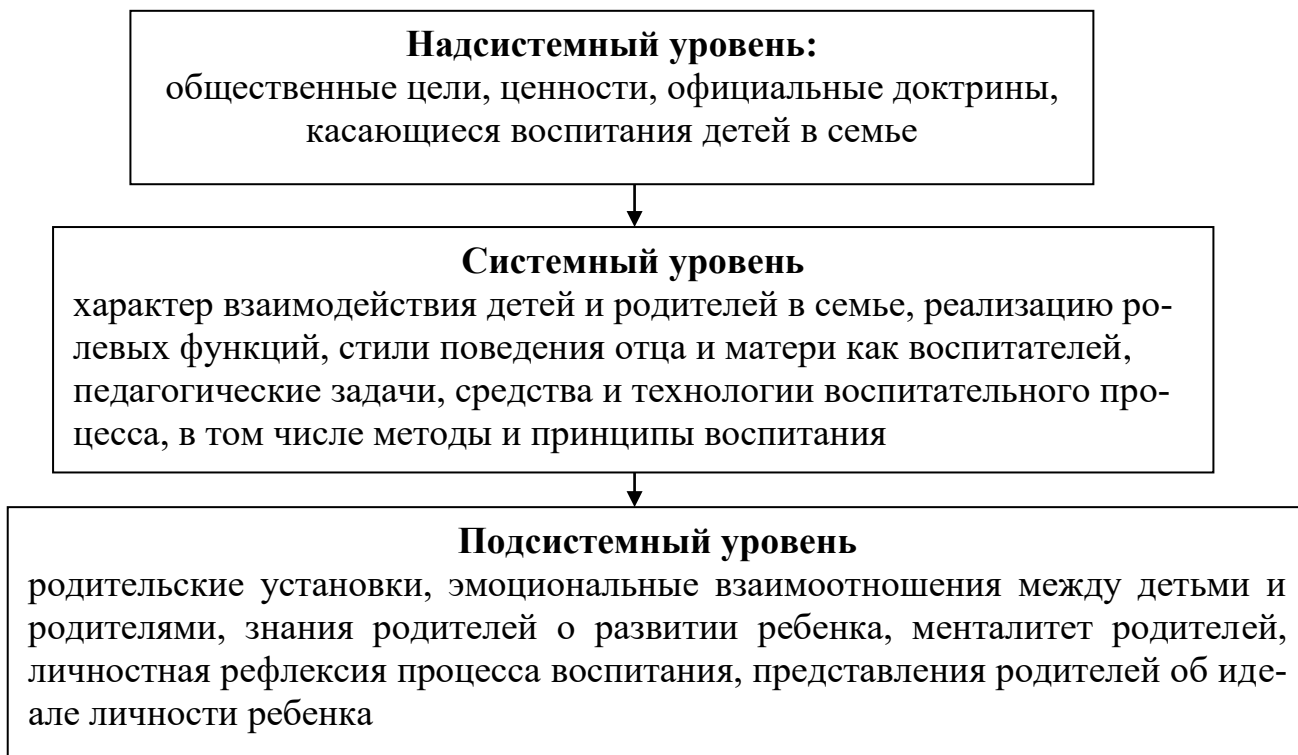 Надсистемный уровень:
общественные цели, ценности, официальные доктрины,
касающиеся воспитания детей в семье
Системный уровень
характер взаимодействия детей и родителей в семье, реализацию ро-
левых функций, стили поведения отца и матери как воспитателей,
педагогические задачи, средства и технологии воспитательного про-
цесса, в том числе методы и принципы воспитания
Подсистемный уровень
родительские установки, эмоциональные взаимоотношения между детьми и
родителями, знания родителей о развитии ребенка, менталитет родителей,
личностная рефлексия процесса воспитания, представления родителей об иде-
але личности ребенка